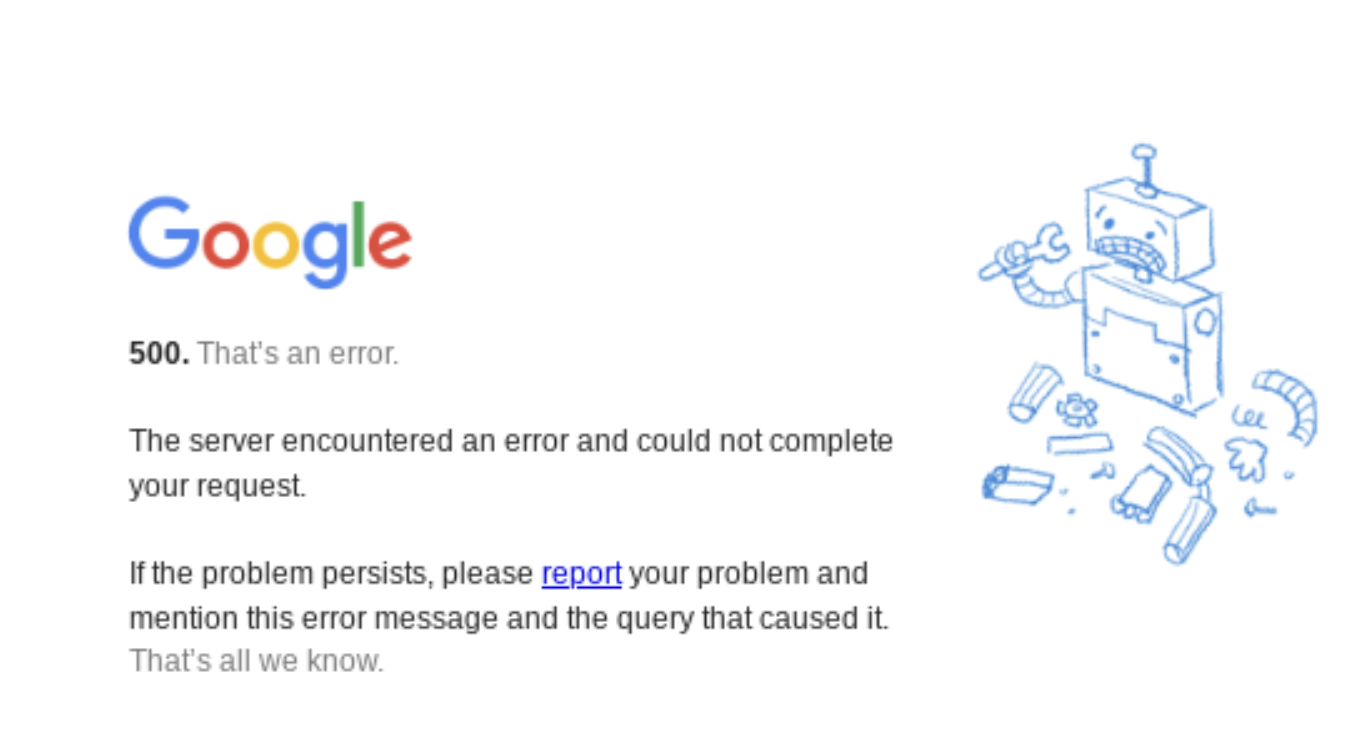 Google
500. That's an error.
The server encountered an error and could not complete
your request.
If the problem persists, please report your problem and
mention this error message and the query that caused it.
That's all we know.